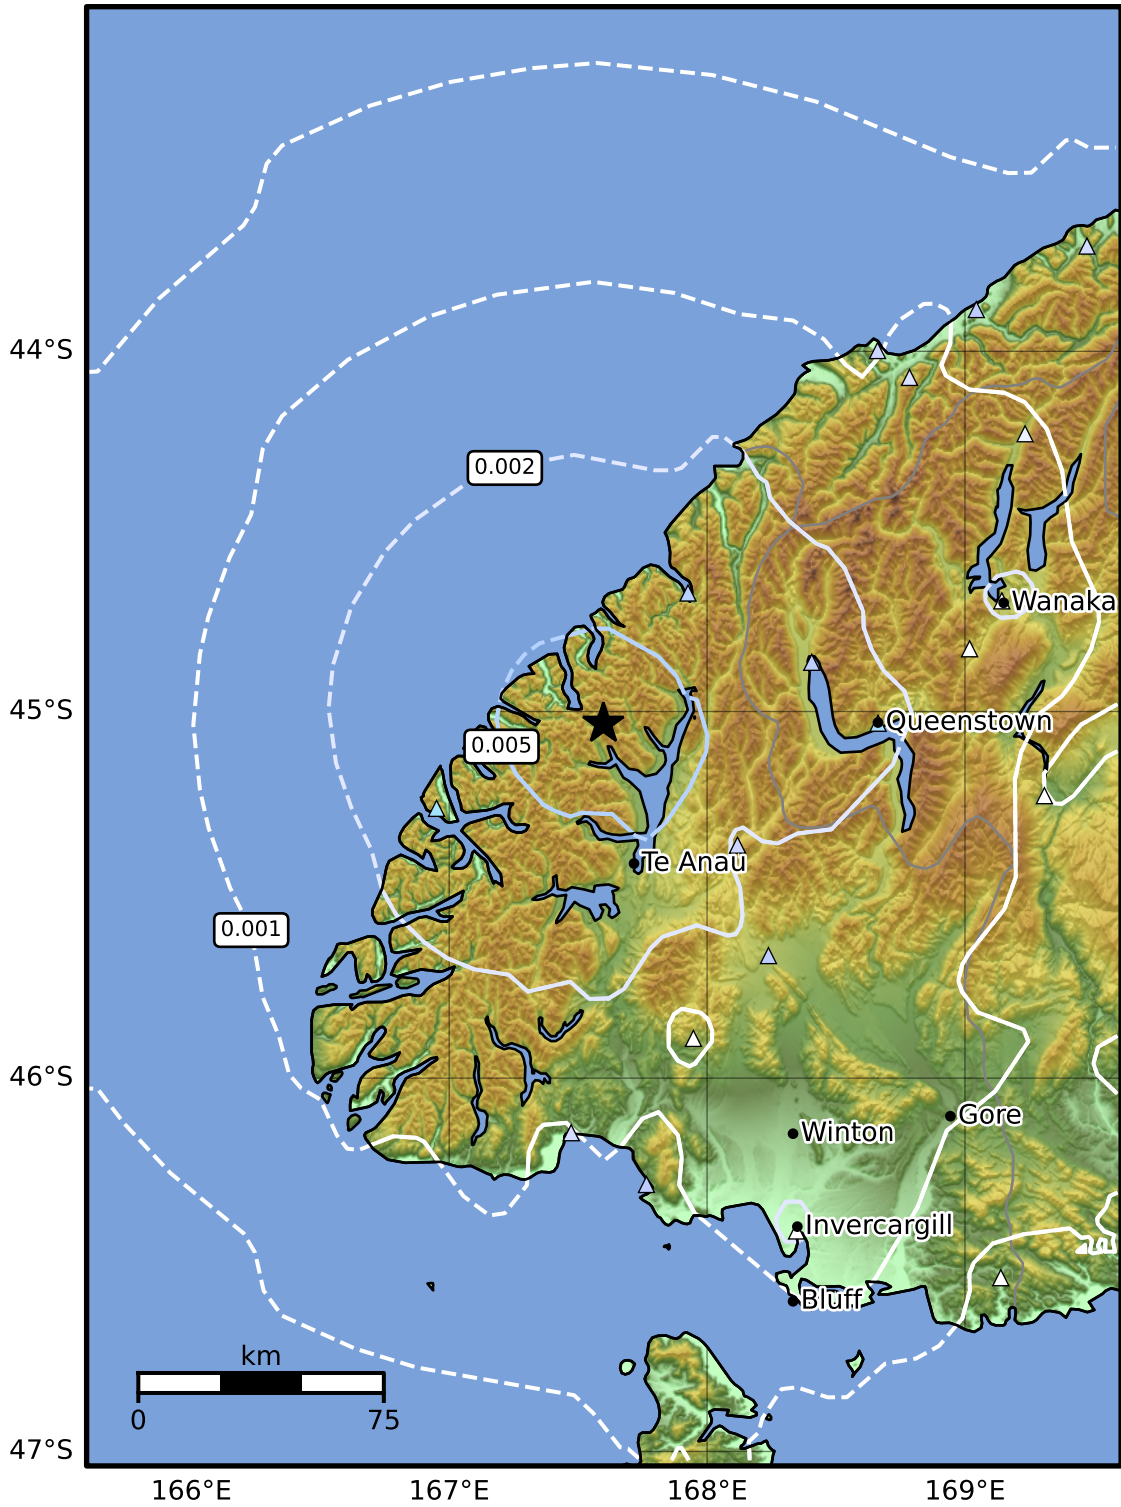 44°S
0.002
Wanaka
45°S
Queenstown
0.005
Te Anau
0.001
46°S
Gore
Winton
Invercargill
Bluff
km
0 75
47°S
166°E 167°E 168°E 169°E